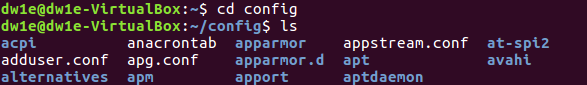 dw1e@dw1e-VirtualBox:~$ cd config
dw1e@dw1e-VirtualBox:~/config$ ls
acpi anacrontab apparmor appstream.conf at-spi2
adduser.conf apg.conf apparmor.d apt avahi
alternatives apm apport aptdaemon